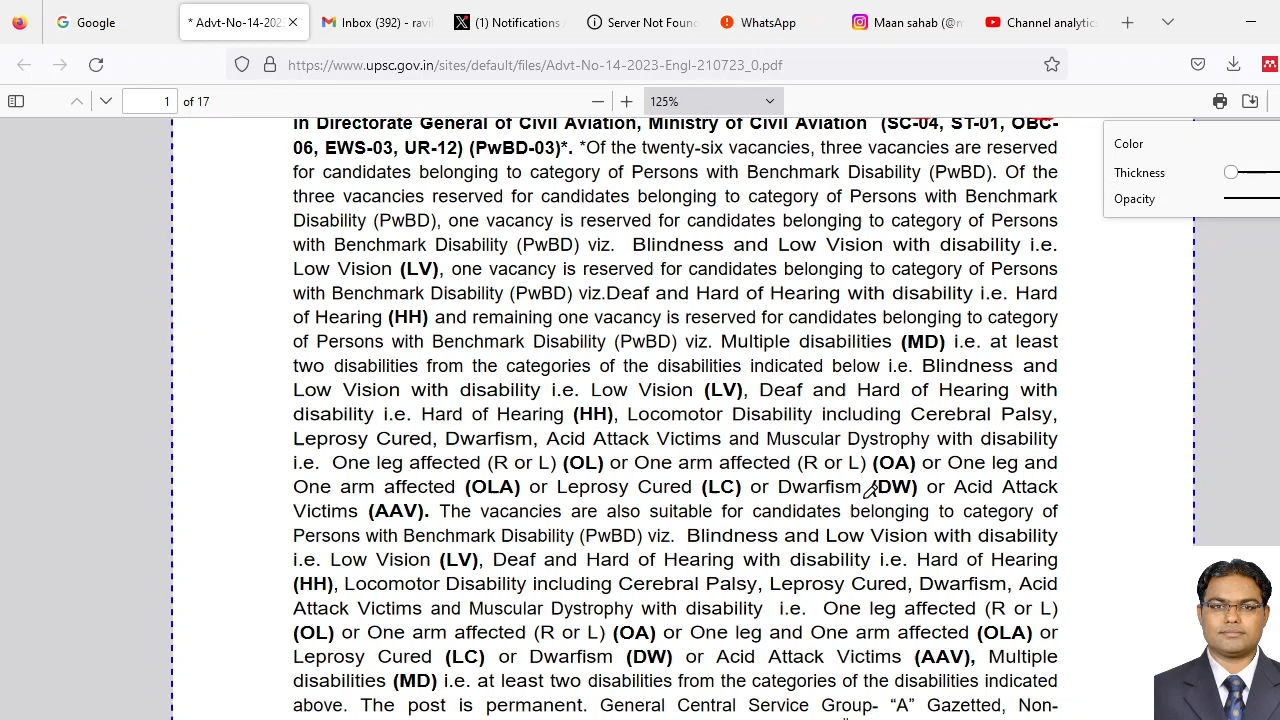 Google
* Advt-No-14-202
Inbox (392) - ravil
(1) Notifications
Server Not Foun
WhatsApp
Maan sahab (@m
Channel analytic
https://www.upsc.gov.in/sites/default/files/Advt-No-14-2023-Engl-210723_0.pdf
1 of 17
125%
Color
Thickness
Opacity
in Directorate General of Civil Aviation, Ministry of Civil Aviation (SC-04, ST-01, OBC-
06, EWS-03, UR-12) (PwBD-03)*. *Of the twenty-six vacancies, three vacancies are reserved
for candidates belonging to category of Persons with Benchmark Disability (PwBD). Of the
three vacancies reserved for candidates belonging to category of Persons with Benchmark
Disability (PwBD), one vacancy is reserved for candidates belonging to category of Persons
with Benchmark Disability (PwBD) viz. Blindness and Low Vision with disability i.e.
Low Vision (LV), one vacancy is reserved for candidates belonging to category of Persons
with Benchmark Disability (PwBD) viz.Deaf and Hard of Hearing with disability i.e. Hard
of Hearing (HH) and remaining one vacancy is reserved for candidates belonging to category
of Persons with Benchmark Disability (PwBD) viz. Multiple disabilities (MD) i.e. at least
two disabilities from the categories of the disabilities indicated below i.e. Blindness and
Low Vision with disability i.e. Low Vision (LV), Deaf and Hard of Hearing with
disability i.e. Hard of Hearing (HH), Locomotor Disability including Cerebral Palsy,
Leprosy Cured, Dwarfism, Acid Attack Victims and Muscular Dystrophy with disability
i.e. One leg affected (R or L) (OL) or One arm affected (R or L) (OA) or One leg and
One arm affected (OLA) or Leprosy Cured (LC) or Dwarfism (DW) or Acid Attack
Victims (AAV). The vacancies are also suitable for candidates belonging to category of
Persons with Benchmark Disability (PwBD) viz. Blindness and Low Vision with disability
i.e. Low Vision (LV), Deaf and Hard of Hearing with disability i.e. Hard of Hearing
(HH), Locomotor Disability including Cerebral Palsy, Leprosy Cured, Dwarfism, Acid
Attack Victims and Muscular Dystrophy with disability i.e. One leg affected (R or L)
(OL) or One arm affected (R or L) (OA) or One leg and One arm affected (OLA) or
Leprosy Cured (LC) or Dwarfism (DW) or Acid Attack Victims (AAV), Multiple
disabilities (MD) i.e. at least two disabilities from the categories of the disabilities indicated
above. The post is permanent. General Central Service Group- “A” Gazetted, Non-